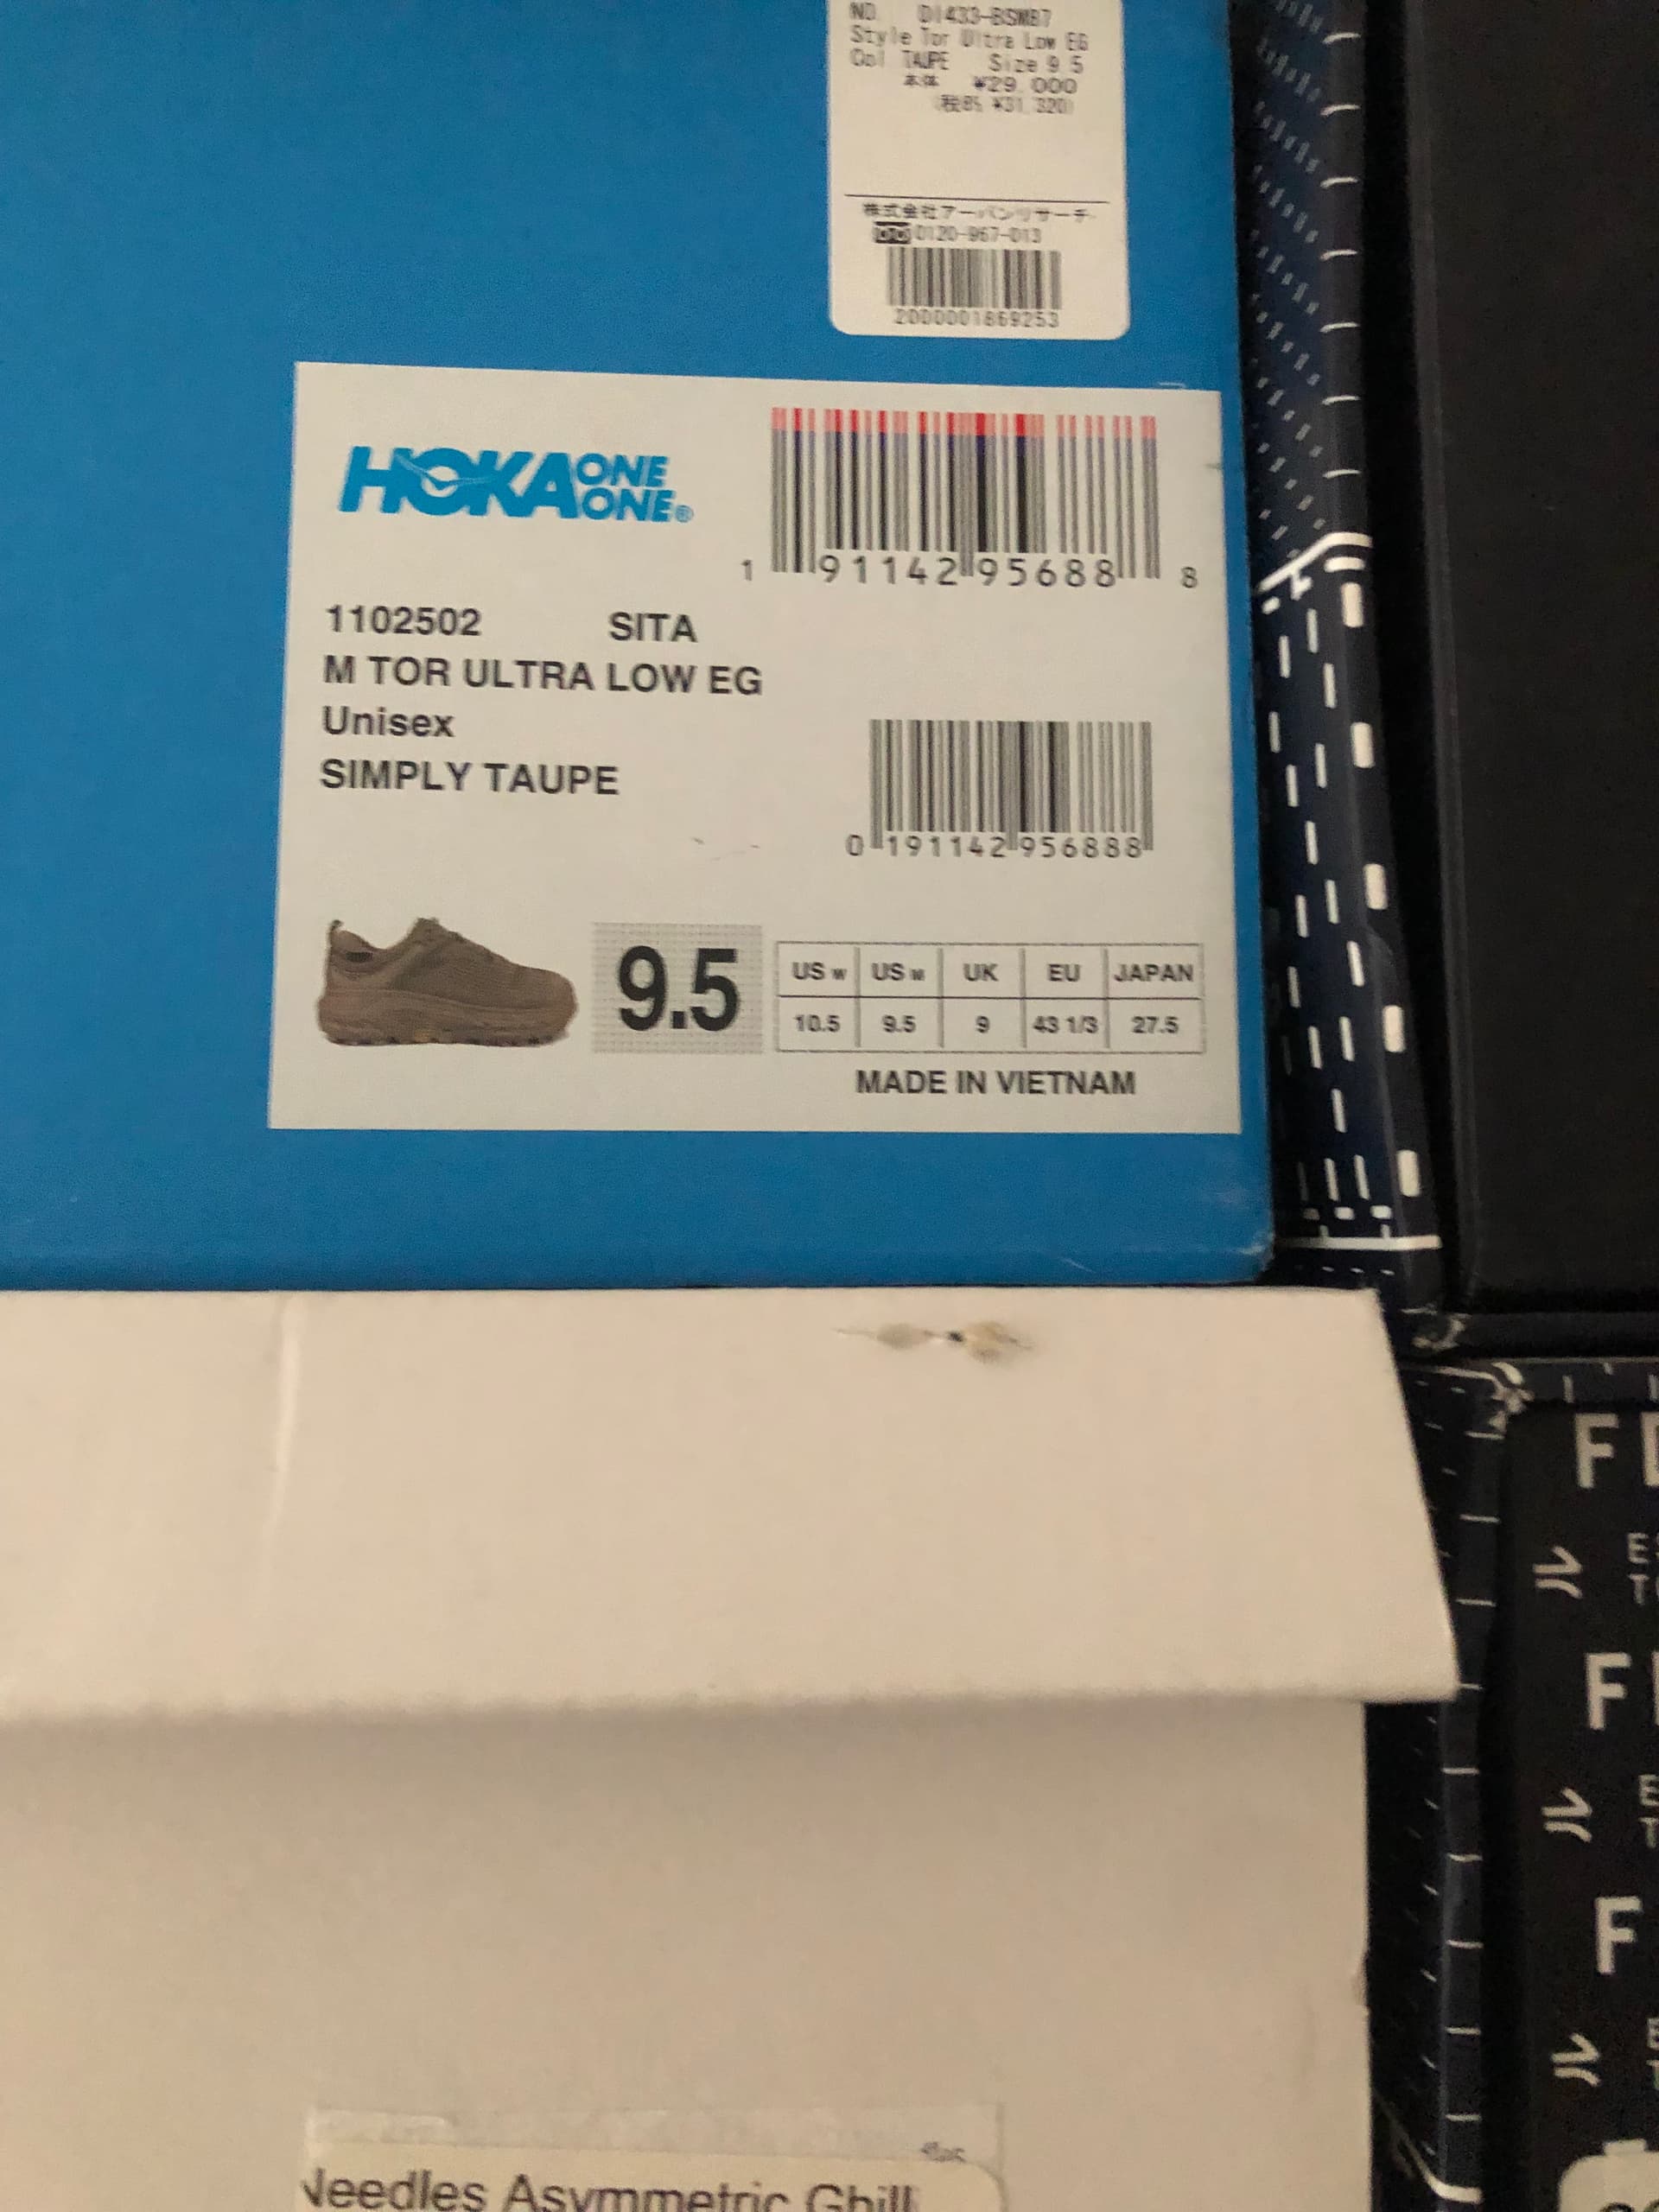 NO. D1433-BSMB7
Style Tor Ultra Low EG
Col TAUPE Size 9.5
本体 ¥29,000
(税込 ¥31,320)
株式会社アーバンリサーチ
0120-967-013
2000001869253
HOKA ONE ONE®
1 91142 95688 8
1102502 SITA
M TOR ULTRA LOW EG
Unisex
SIMPLY TAUPE
0 191142 956888
9.5
US W US M UK EU JAPAN
10.5 9.5 9 43 1/3 27.5
MADE IN VIETNAM
Needles Asymmetric Ghill